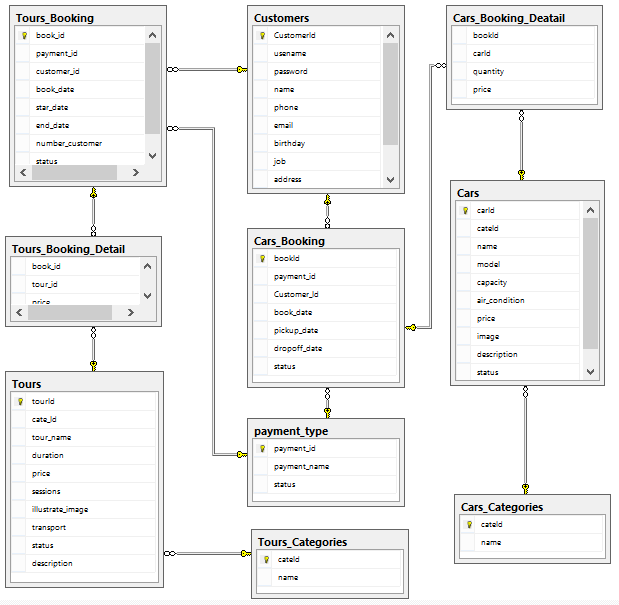 Tours_Booking
book_id
payment_id
customer_id
book_date
star_date
end_date
number_customer
status
Customers
CustomerId
usename
password
name
phone
email
birthday
job
address
Cars_Booking_Deatail
bookId
carId
quantity
price
Tours_Booking_Detail
book_id
tour_id
price
Cars_Booking
bookId
payment_id
Customer_Id
book_date
pickup_date
dropoff_date
status
Cars
carId
cateId
name
model
capacity
air_condition
price
image
description
status
Tours
tourId
cate_Id
tour_name
duration
price
sessions
illustrate_image
transport
status
description
payment_type
payment_id
payment_name
status
Tours_Categories
cateId
name
Cars_Categories
cateId
name